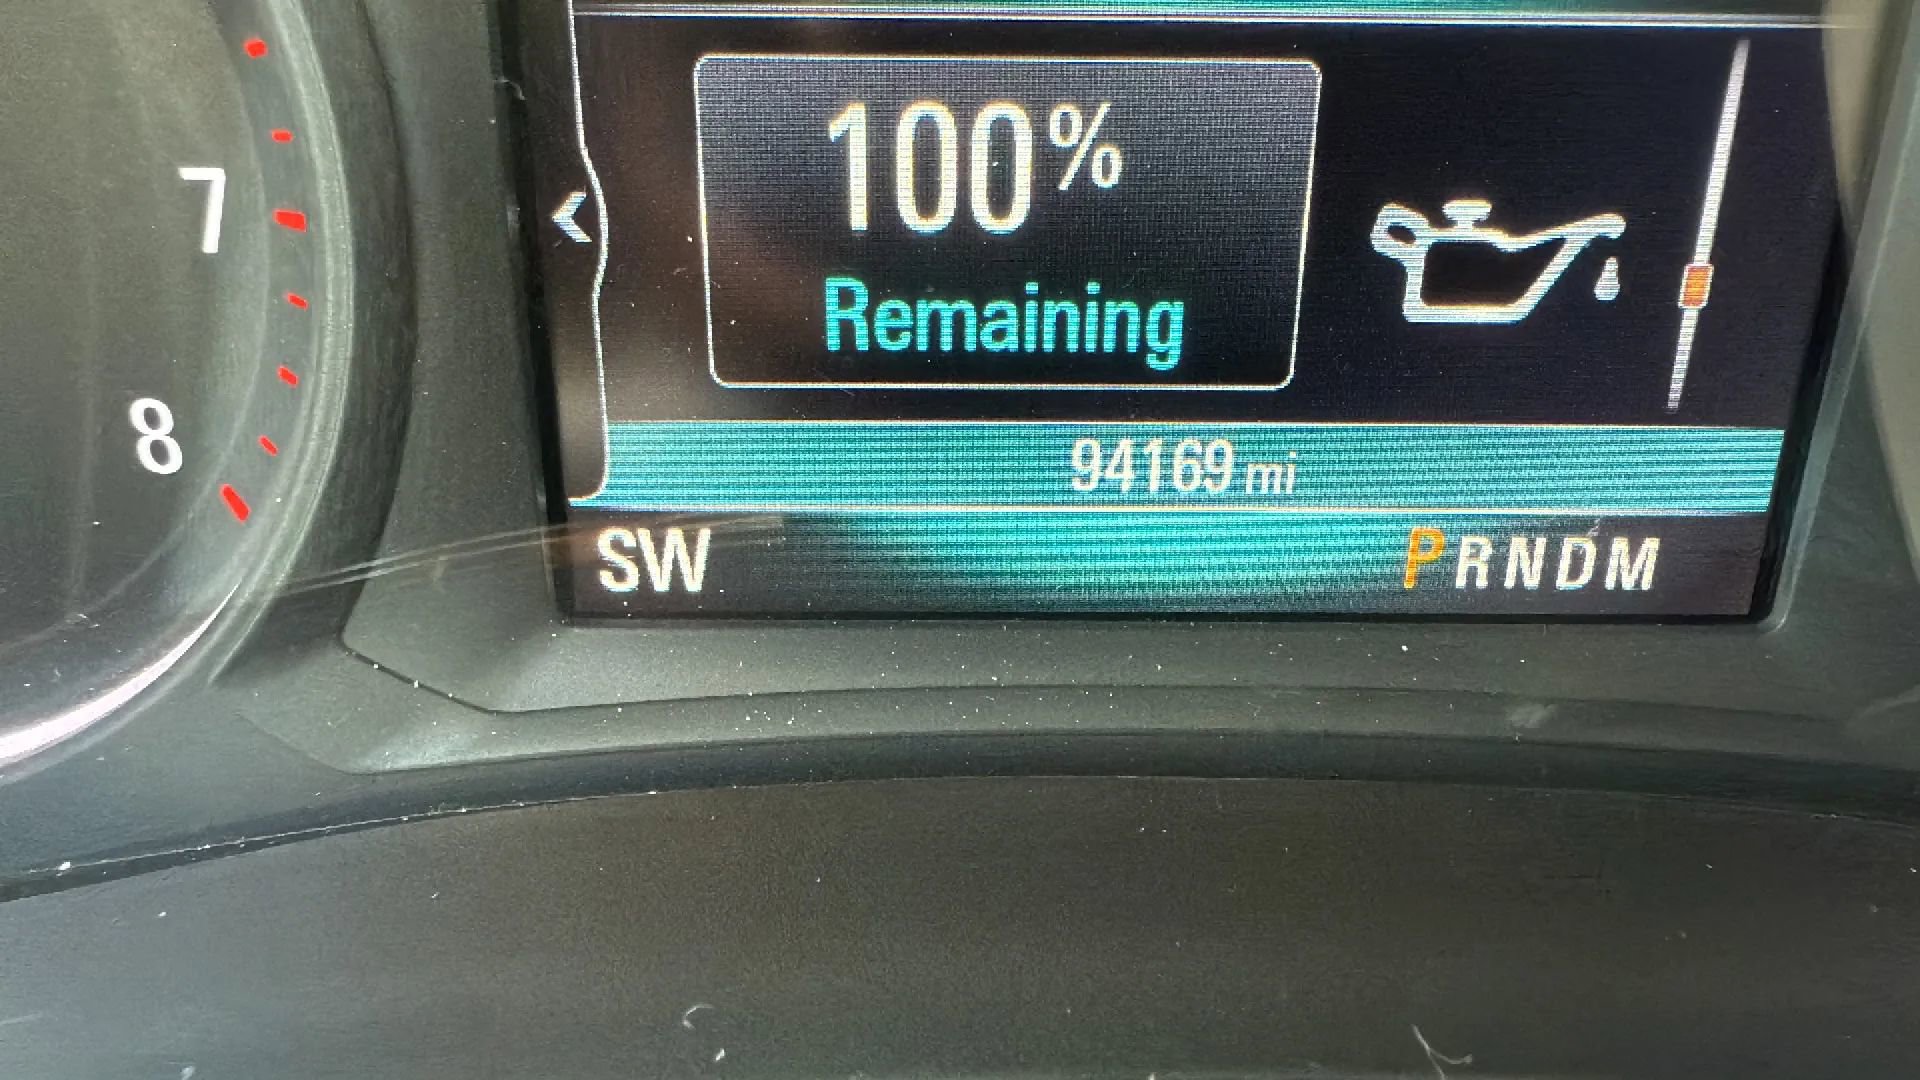 7
8
100%
Remaining
94169 mi
SW
PRNDM